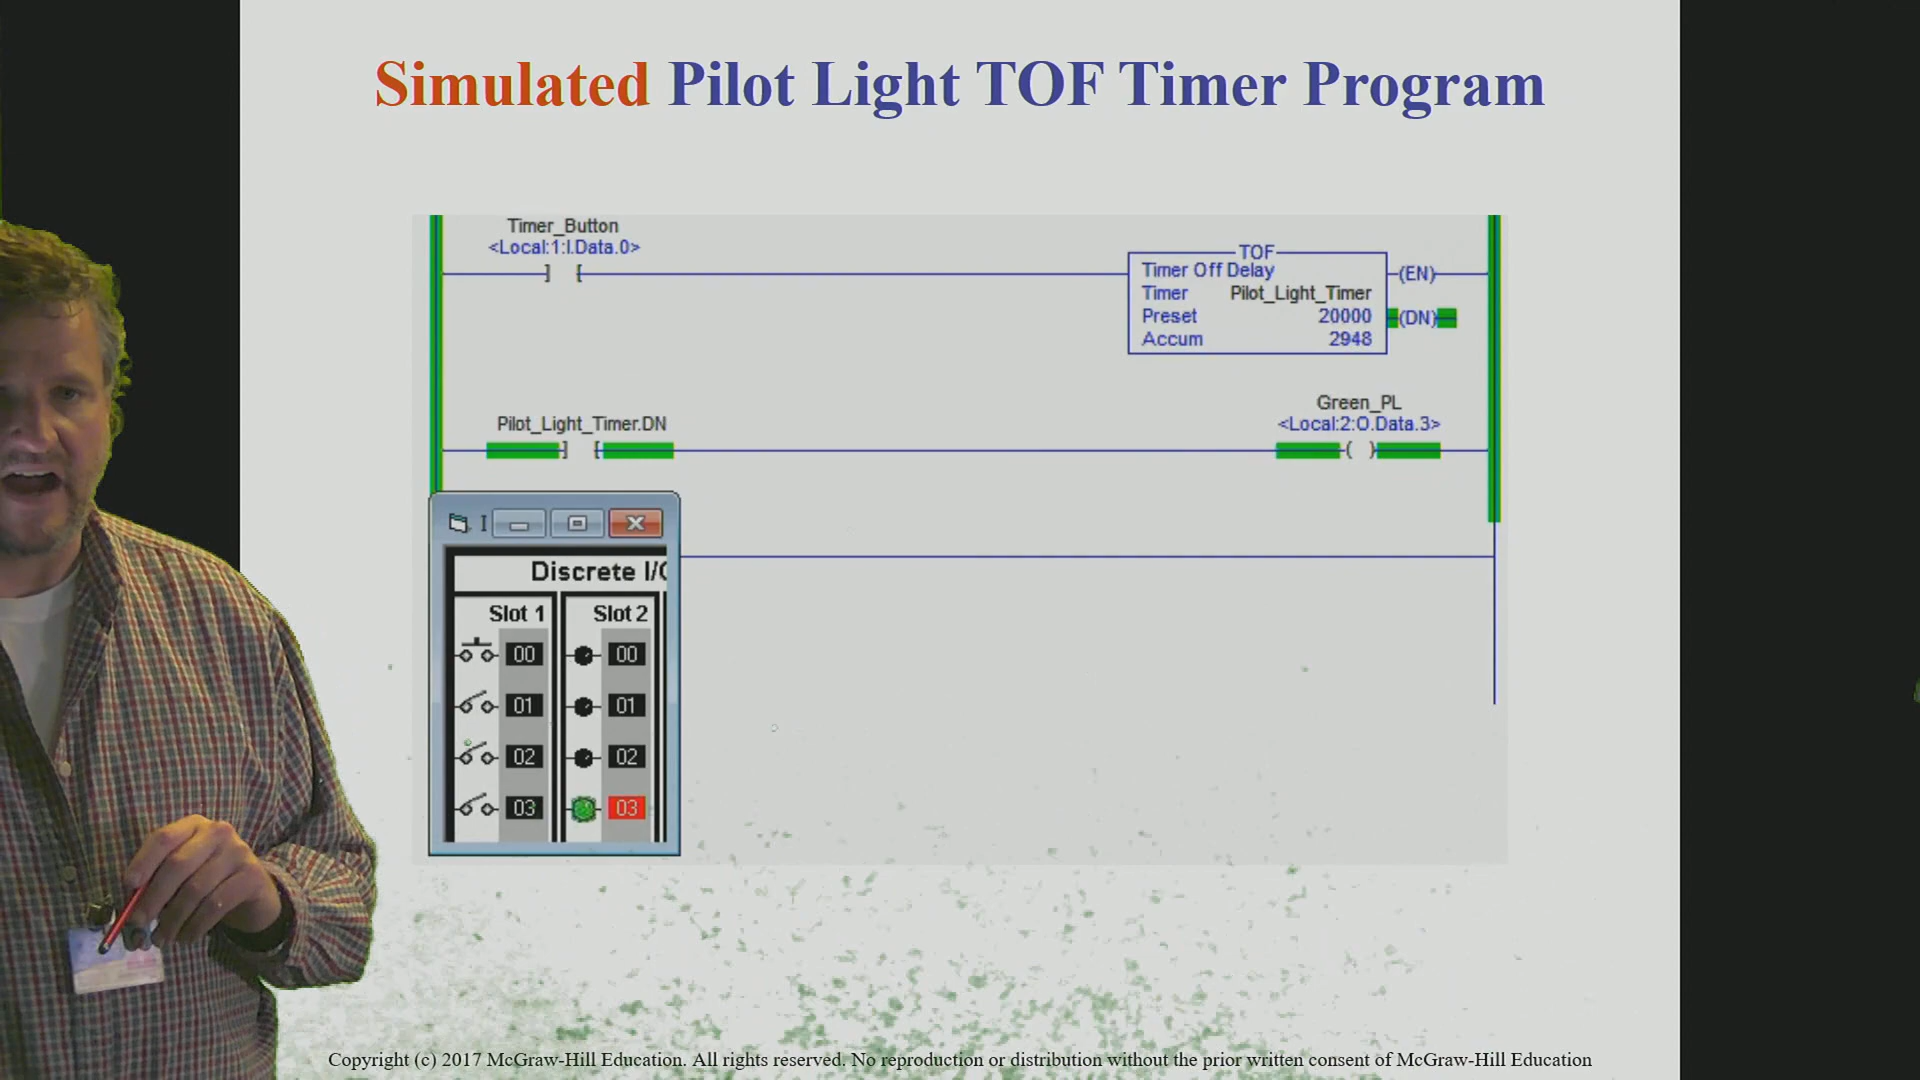 Simulated Pilot Light TOF Timer Program
Timer_Button
<Local:1:I.Data.0>
TOF
Timer Off Delay
Timer Pilot_Light_Timer
Preset 20000
Accum 2948
(EN)
(DN)
Pilot_Light_Timer.DN
Green_PL
<Local:2:O.Data.3>
I
Discrete I/O
Slot 1 Slot 2
00 00
01 01
02 02
03 03
Copyright (c) 2017 McGraw-Hill Education. All rights reserved. No reproduction or distribution without the prior written consent of McGraw-Hill Education